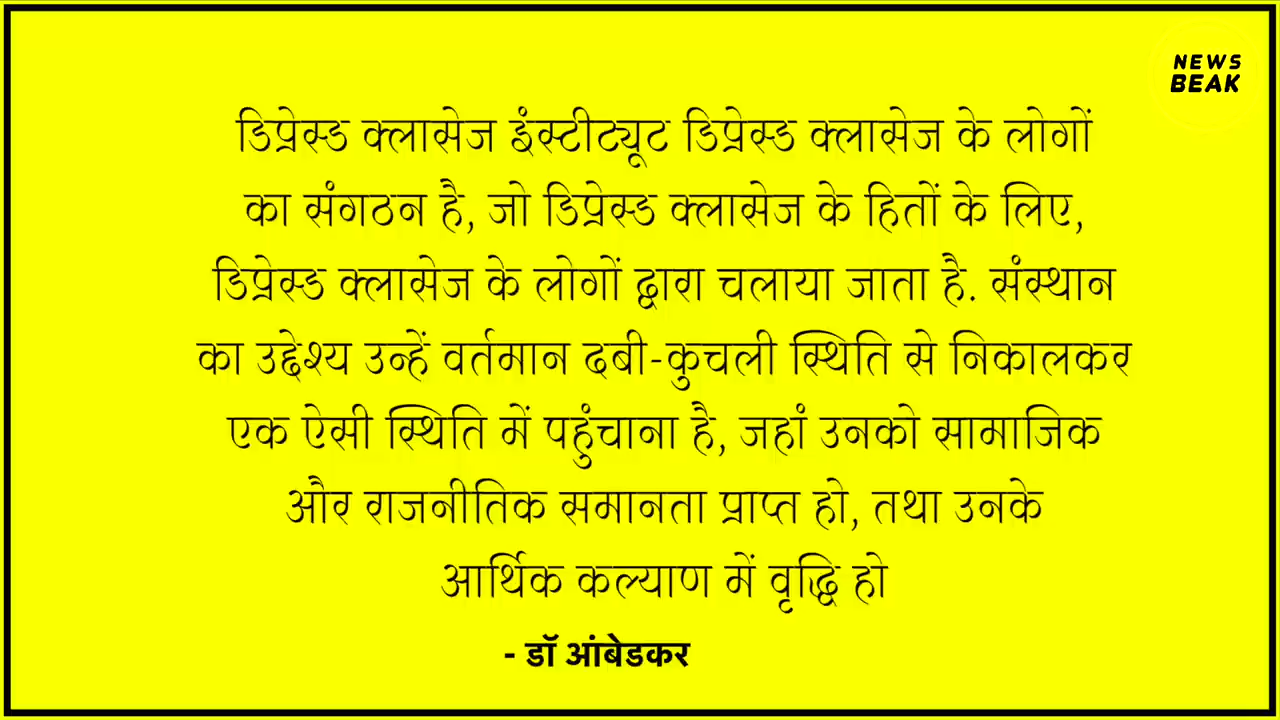 NEWS
BEAK
डिप्रेस्ड क्लासेज इंस्टीट्यूट डिप्रेस्ड क्लासेज के लोगों
का संगठन है, जो डिप्रेस्ड क्लासेज के हितों के लिए,
डिप्रेस्ड क्लासेज के लोगों द्वारा चलाया जाता है. संस्थान
का उद्देश्य उन्हें वर्तमान दबी-कुचली स्थिति से निकालकर
एक ऐसी स्थिति में पहुंचाना है, जहां उनको सामाजिक
और राजनीतिक समानता प्राप्त हो, तथा उनके
आर्थिक कल्याण में वृद्धि हो
- डॉ आंबेडकर